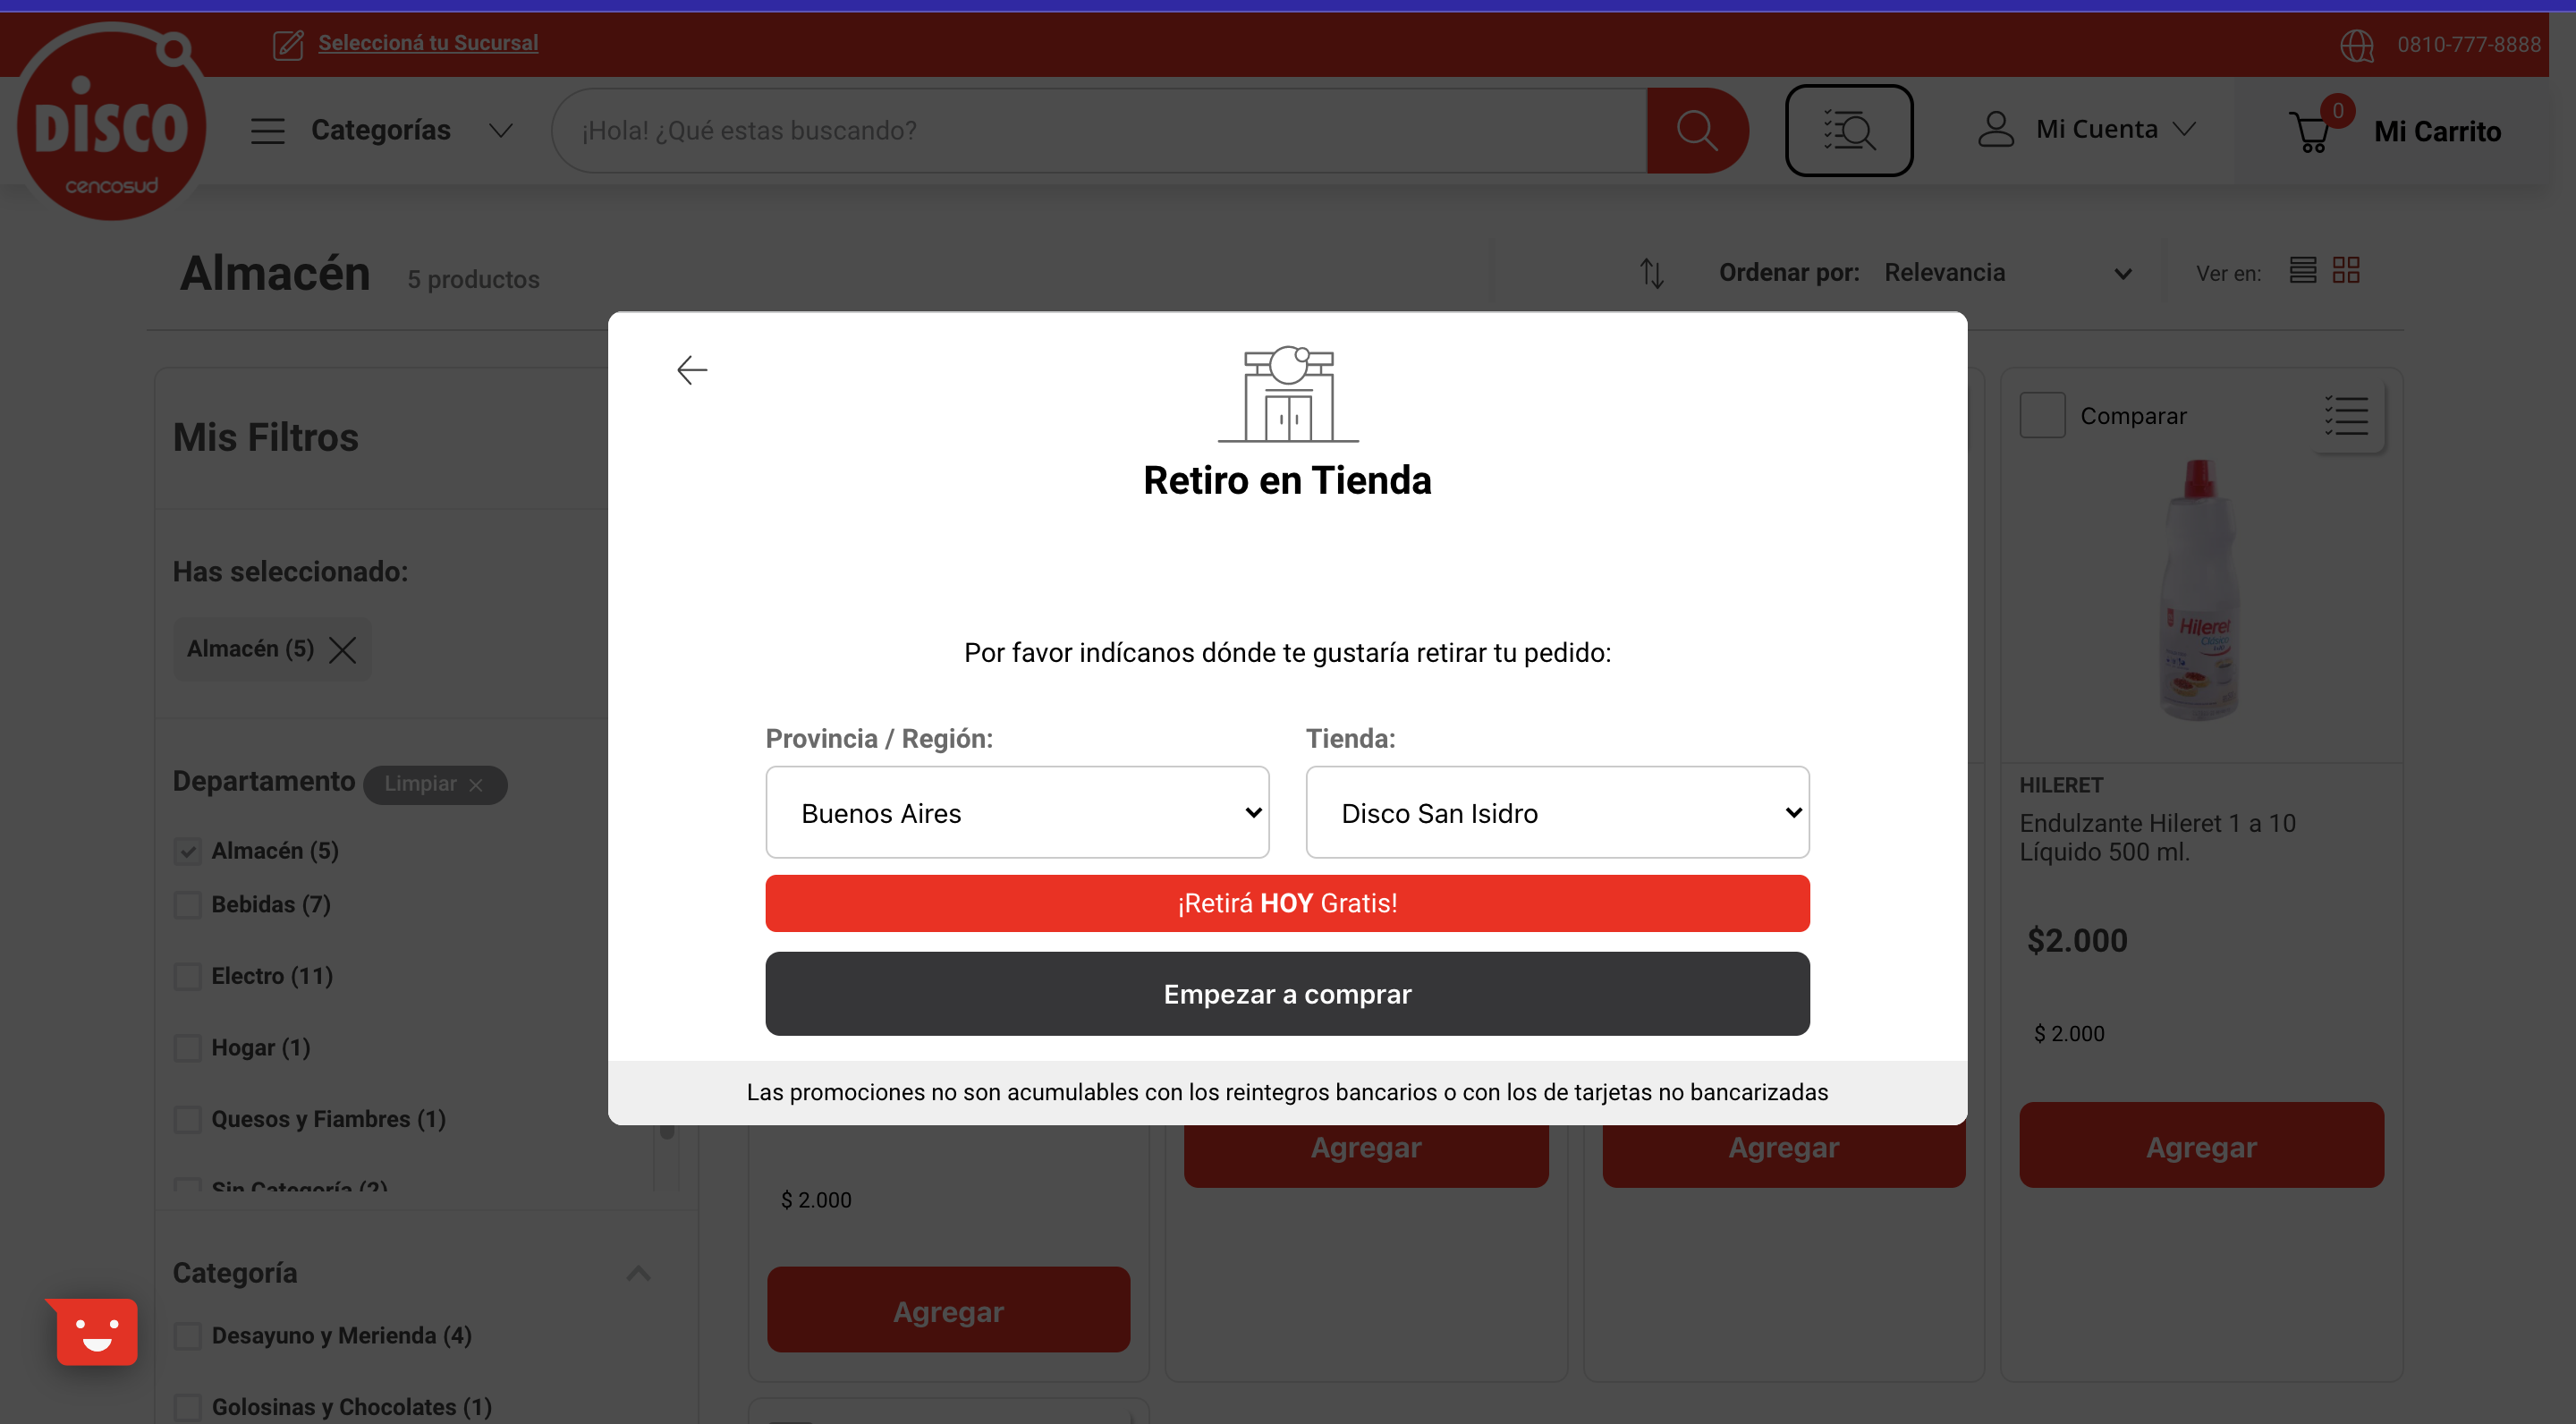 Seleccioná tu Sucursal
0810-777-8888
DISCO
cencosud
Categorías
¡Hola! ¿Qué estas buscando?
Mi Cuenta
0
Mi Carrito
Almacén 5 productos
Ordenar por: Relevancia
Ver en:
Mis Filtros
Has seleccionado:
Almacén (5)
Departamento
Limpiar
Almacén (5)
Bebidas (7)
Electro (11)
Hogar (1)
Quesos y Fiambres (1)
Sin Categoría (2)
Categoría
Desayuno y Merienda (4)
Golosinas y Chocolates (1)
Retiro en Tienda
Por favor indícanos dónde te gustaría retirar tu pedido:
Provincia / Región:
Buenos Aires
Tienda:
Disco San Isidro
¡Retirá HOY Gratis!
Empezar a comprar
Las promociones no son acumulables con los reintegros bancarios o con los de tarjetas no bancarizadas
$ 2.000
Agregar
Agregar
Agregar
Comparar
Hileret
Clásico
HILERET
Endulzante Hileret 1 a 10
Líquido 500 ml.
$2.000
$ 2.000
Agregar